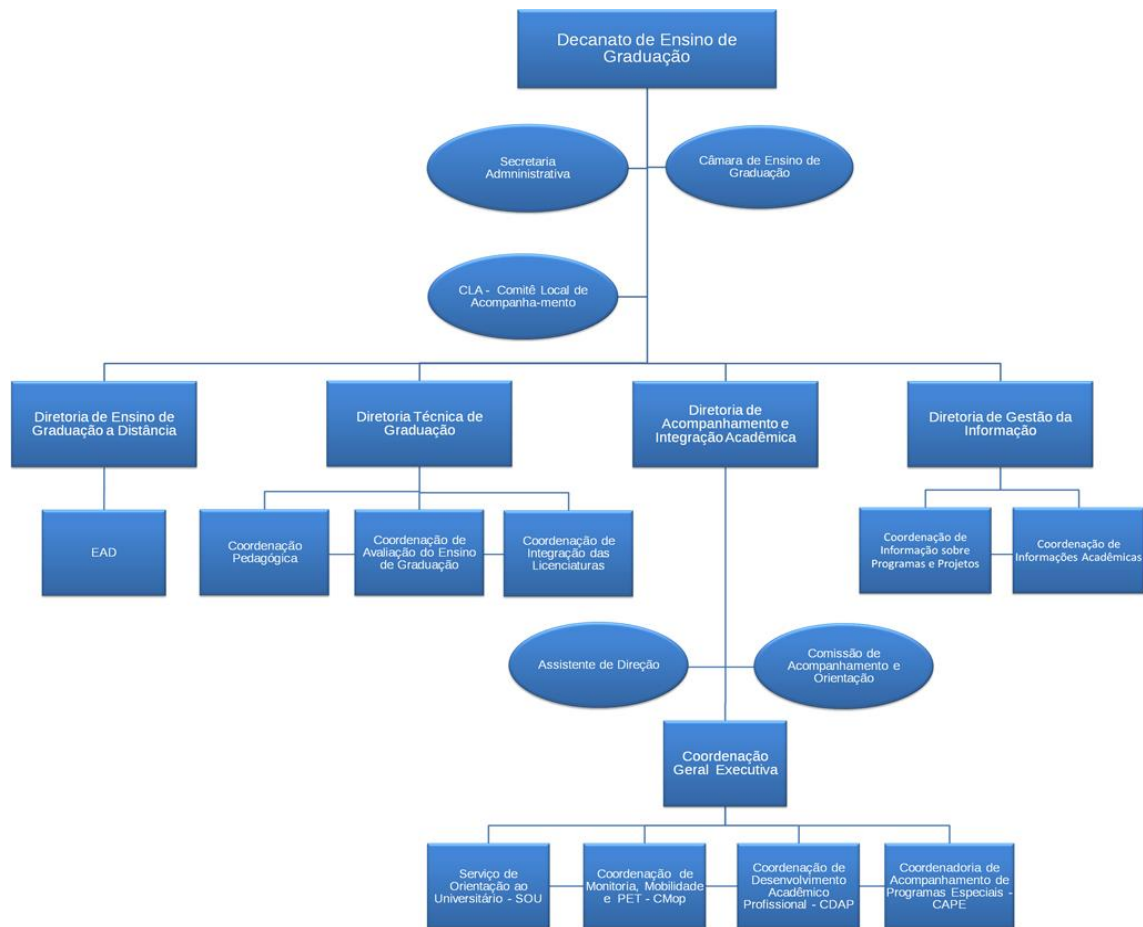 Decanato de Ensino de
Graduação
Secretaria
Admninistrativa
Câmara de Ensino de
Graduação
CLA - Comitê Local de
Acompanha-mento
Diretoria de Ensino de
Graduação a Distância
Diretoria Técnica de
Graduação
Diretoria de
Acompanhamento e
Integração Acadêmica
Diretoria de Gestão da
Informação
EAD
Coordenação
Pedagógica
Coordenação de
Avaliação do Ensino
de Graduação
Coordenação de
Integração das
Licenciaturas
Coordenação de
Informação sobre
Programas e Projetos
Coordenação de
Informações Acadêmicas
Assistente de Direção
Comissão de
Acompanhamento e
Orientação
Coordenação
Geral Executiva
Serviço de
Orientação ao
Universitário - SOU
Coordenação de
Monitoria, Mobilidade
e PET - CMop
Coordenação de
Desenvolvimento
Acadêmico
Profissional - CDAP
Coordenadoria de
Acompanhamento de
Programas Especiais -
CAPE